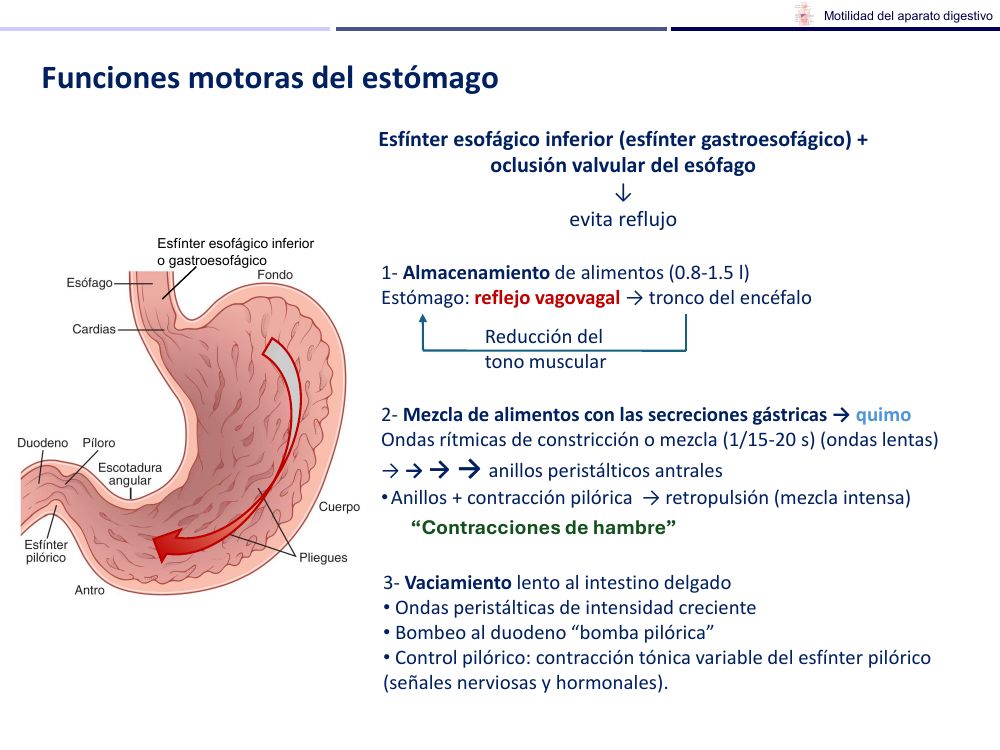 Motilidad del aparato digestivo
Funciones motoras del estómago
Esfínter esofágico inferior (esfínter gastroesofágico) +
oclusión valvular del esófago
↓
evita reflujo
Esfínter esofágico inferior
o gastroesofágico
Fondo
Esófago
Cardias
Duodeno
Píloro
Escotadura
angular
Cuerpo
Esfínter
pilórico
Pliegues
Antro
1- Almacenamiento de alimentos (0.8-1.5 l)
Estómago: reflejo vagovagal → tronco del encéfalo
Reducción del
tono muscular
2- Mezcla de alimentos con las secreciones gástricas → quimo
Ondas rítmicas de constricción o mezcla (1/15-20 s) (ondas lentas)
→ → → → anillos peristálticos antrales
•Anillos + contracción pilórica → retropulsión (mezcla intensa)
“Contracciones de hambre”
3- Vaciamiento lento al intestino delgado
• Ondas peristálticas de intensidad creciente
• Bombeo al duodeno “bomba pilórica”
• Control pilórico: contracción tónica variable del esfínter pilórico
(señales nerviosas y hormonales).